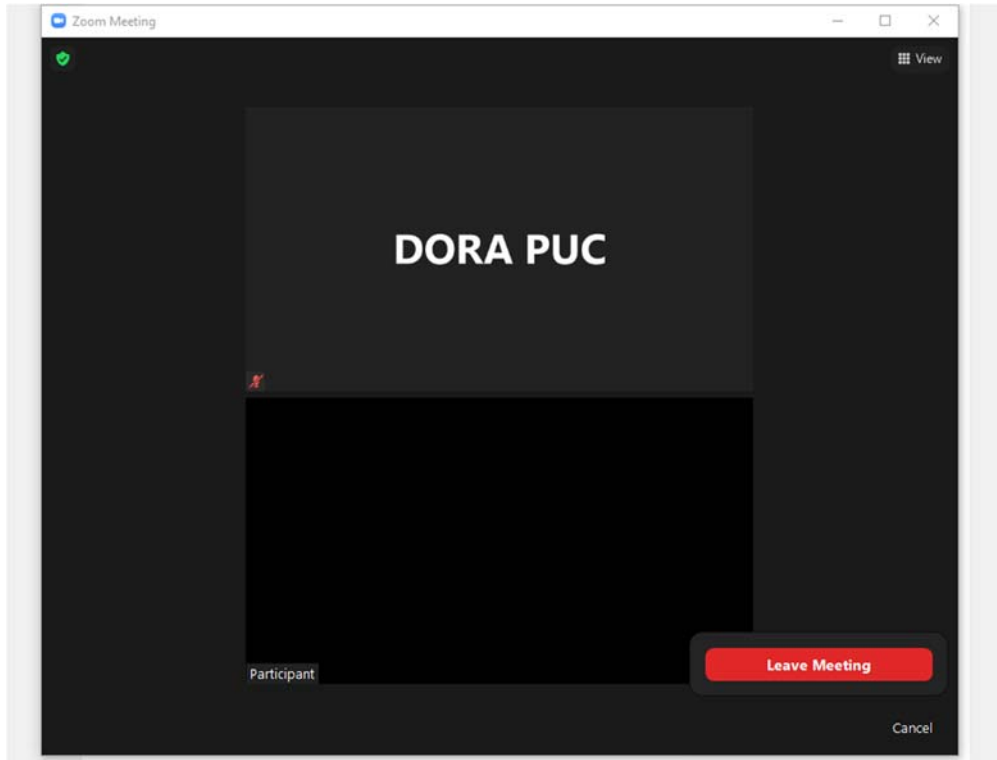 Zoom Meeting
View
DORA PUC
Participant
Leave Meeting
Cancel